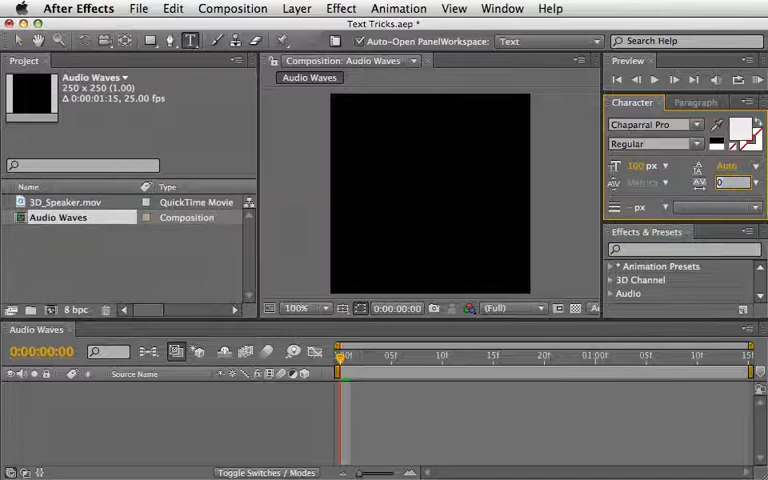 After Effects File Edit Composition Layer Effect Animation View Window Help
Text Tricks.aep *
Auto-Open Panel Workspace: Text Search Help
Project
Audio Waves
250 x 250 (1.00)
Δ 0:00:01:15, 25.00 fps
Name Type
3D_Speaker.mov QuickTime Movie
Audio Waves Composition
8 bpc
Composition: Audio Waves
Audio Waves
100% 0:00:00:00 (Full)
Preview
Character Paragraph
Chaparral Pro
Regular
100 px Auto
Metrics 0
- px
Effects & Presets
* Animation Presets
3D Channel
Audio
Audio Waves
0:00:00:00
05f 10f 15f 20f 01:00f 05f 10f 15f
# Source Name
Toggle Switches / Modes